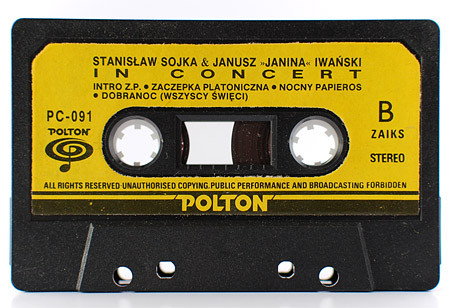 STANISŁAW SOJKA & JANUSZ »JANINA« IWAŃSKI
IN CONCERT
INTRO Z.P. • ZACZEPKA PLATONICZNA • NOCNY PAPIEROS
• DOBRANOC (WSZYSCY ŚWIĘCI)
PC-091
POLTON
B
ZAIKS
STEREO
ALL RIGHTS RESERVED·UNAUTHORISED COPYING.PUBLIC PERFORMANCE AND BROADCASTING FORBIDDEN
POLTON